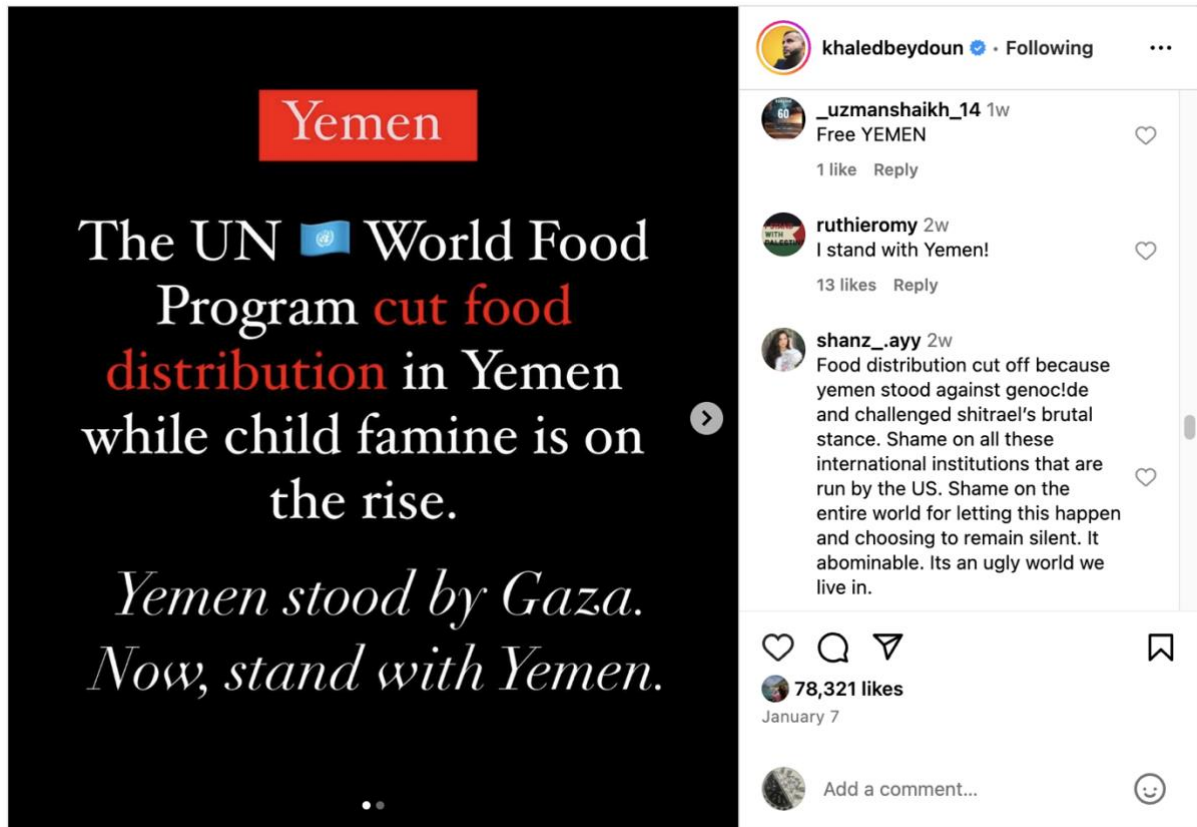 Yemen
The UN World Food
Program cut food
distribution in Yemen
while child famine is on
the rise.
Yemen stood by Gaza.
Now, stand with Yemen.
khaledbeydoun • Following
_uzmanshaikh_14 1w
Free YEMEN
1 like Reply
ruthieromy 2w
I stand with Yemen!
13 likes Reply
shanz_.ayy 2w
Food distribution cut off because
yemen stood against genoc!de
and challenged shitrael’s brutal
stance. Shame on all these
international institutions that are
run by the US. Shame on the
entire world for letting this happen
and choosing to remain silent. It
abominable. Its an ugly world we
live in.
78,321 likes
January 7
Add a comment...